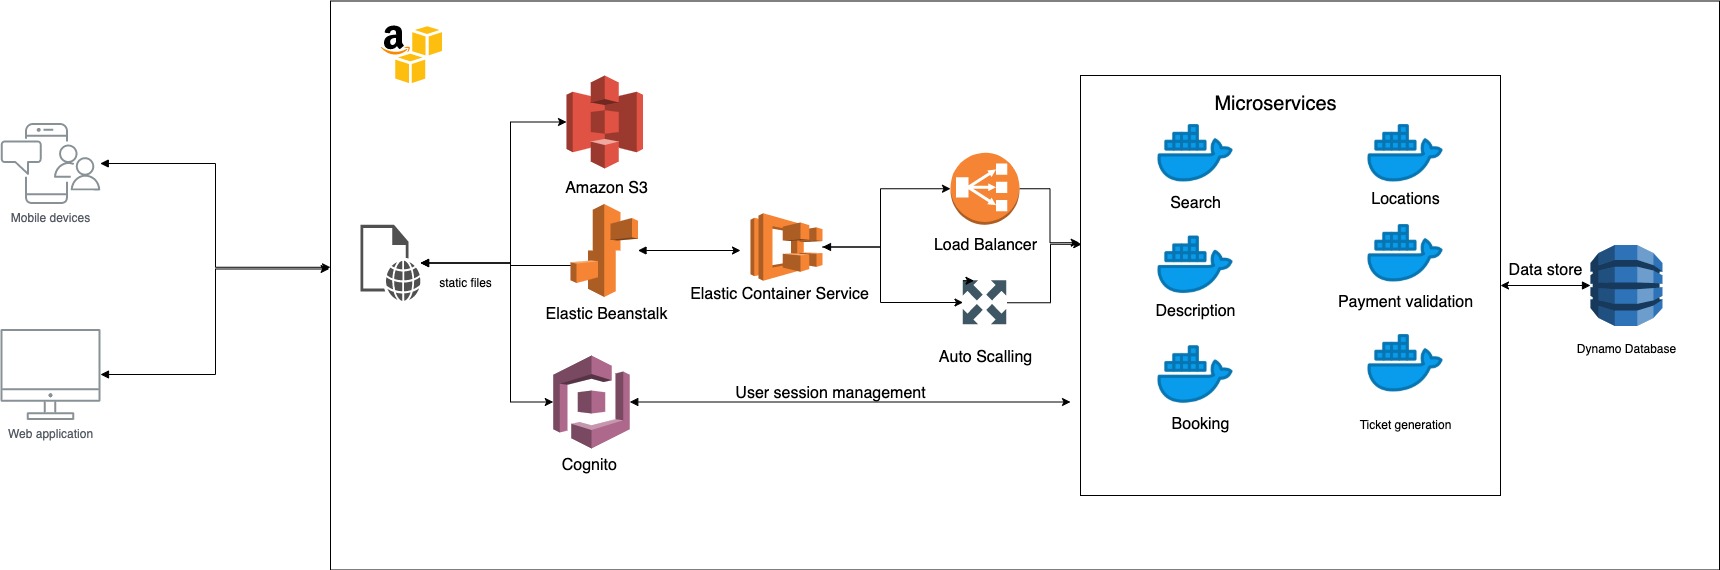 a
Microservices
Mobile devices
Amazon S3
Search
Locations
static files
Load Balancer
Elastic Beanstalk
Elastic Container Service
Data store
Description
Payment validation
Auto Scalling
Dynamo Database
User session management
Web application
Booking
Ticket generation
Cognito